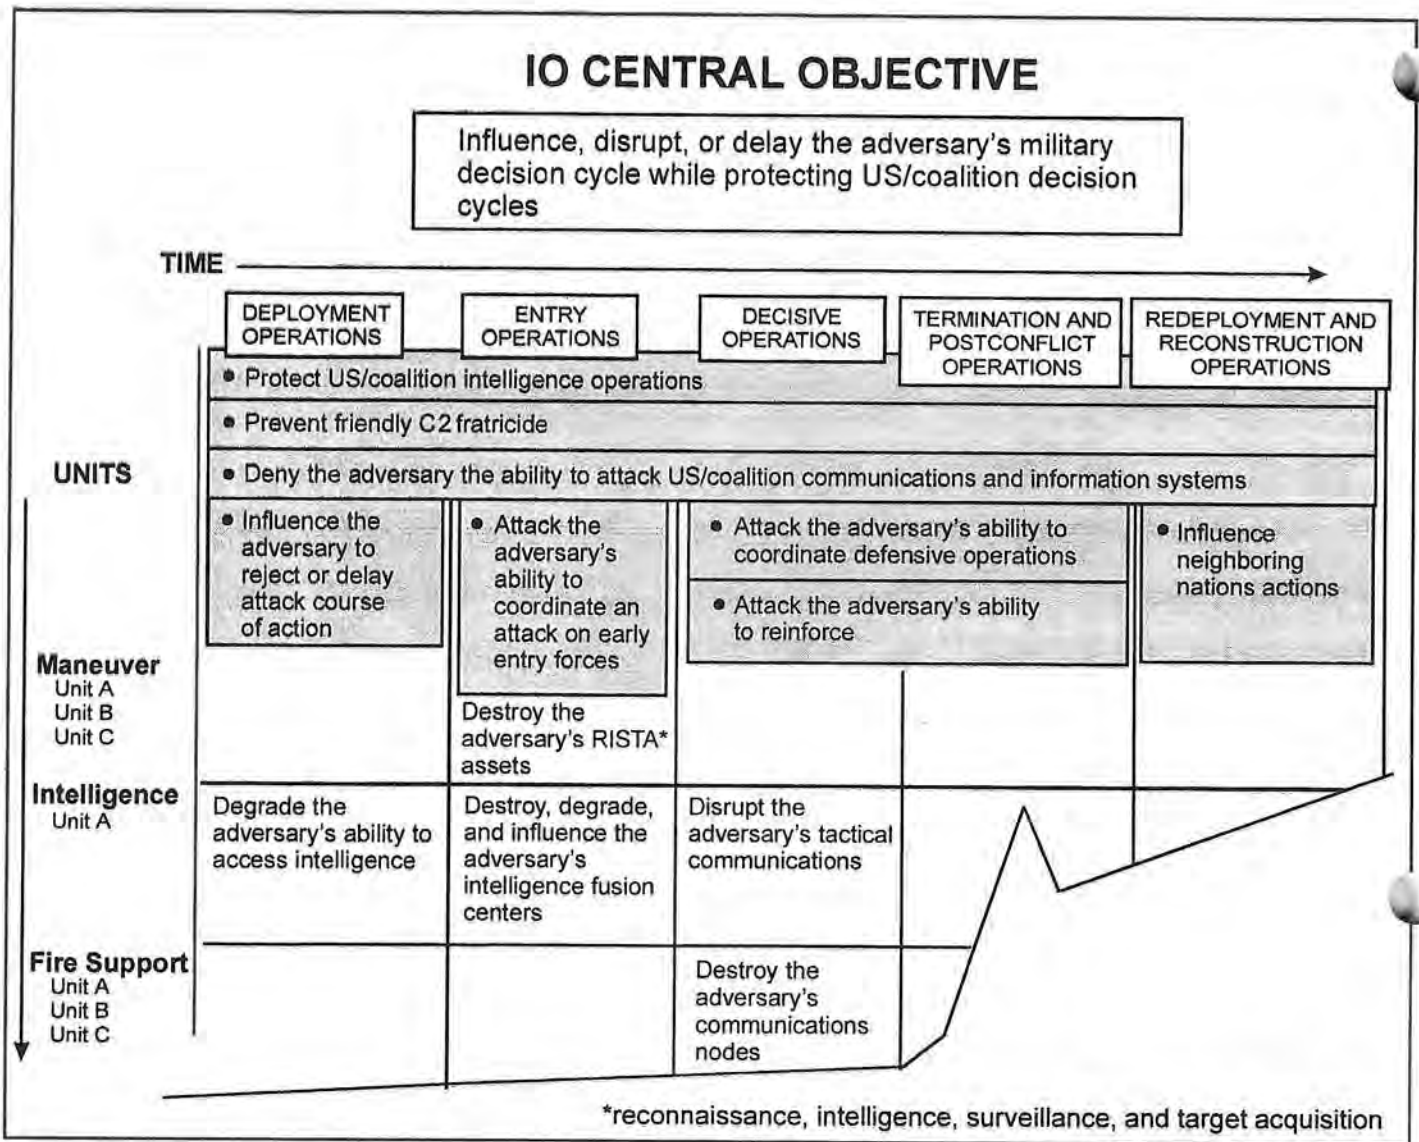 IO CENTRAL OBJECTIVE
Influence, disrupt, or delay the adversary's military
decision cycle while protecting US/coalition decision
cycles
TIME
DEPLOYMENT
OPERATIONS
ENTRY
OPERATIONS
DECISIVE
OPERATIONS
TERMINATION AND
POSTCONFLICT
OPERATIONS
REDEPLOYMENT AND
RECONSTRUCTION
OPERATIONS
• Protect US/coalition intelligence operations
• Prevent friendly C2 fratricide
UNITS
• Deny the adversary the ability to attack US/coalition communications and information systems
• Influence the
adversary to
reject or delay
attack course
of action
• Attack the
adversary's
ability to
coordinate an
attack on early
entry forces
• Attack the adversary's ability to
coordinate defensive operations
• Attack the adversary's ability
to reinforce
• Influence
neighboring
nations actions
Maneuver
Unit A
Unit B
Unit C
Destroy the
adversary's RISTA*
assets
Intelligence
Unit A
Degrade the
adversary's ability to
access intelligence
Destroy, degrade,
and influence the
adversary's
intelligence fusion
centers
Disrupt the
adversary's tactical
communications
Fire Support
Unit A
Unit B
Unit C
Destroy the
adversary's
communications
nodes
*reconnaissance, intelligence, surveillance, and target acquisition